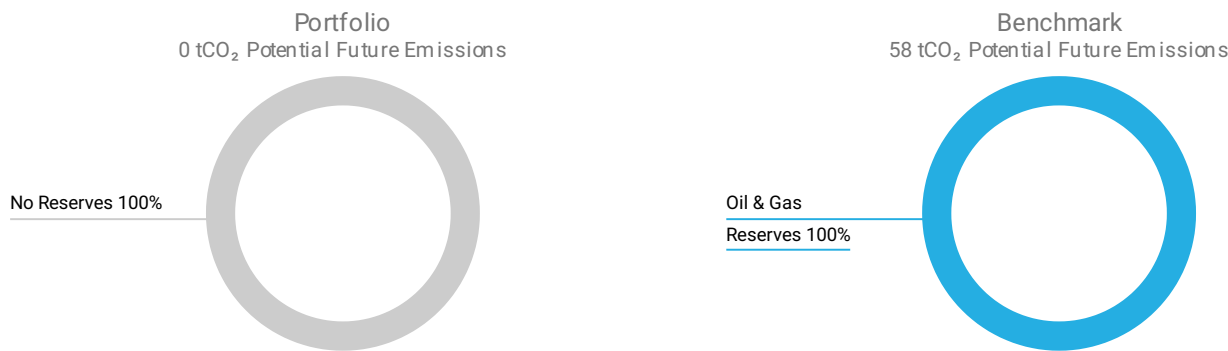 Portfolio
0 tCO₂ Potential Future Emissions
No Reserves 100%
Benchmark
58 tCO₂ Potential Future Emissions
Oil & Gas
Reserves 100%